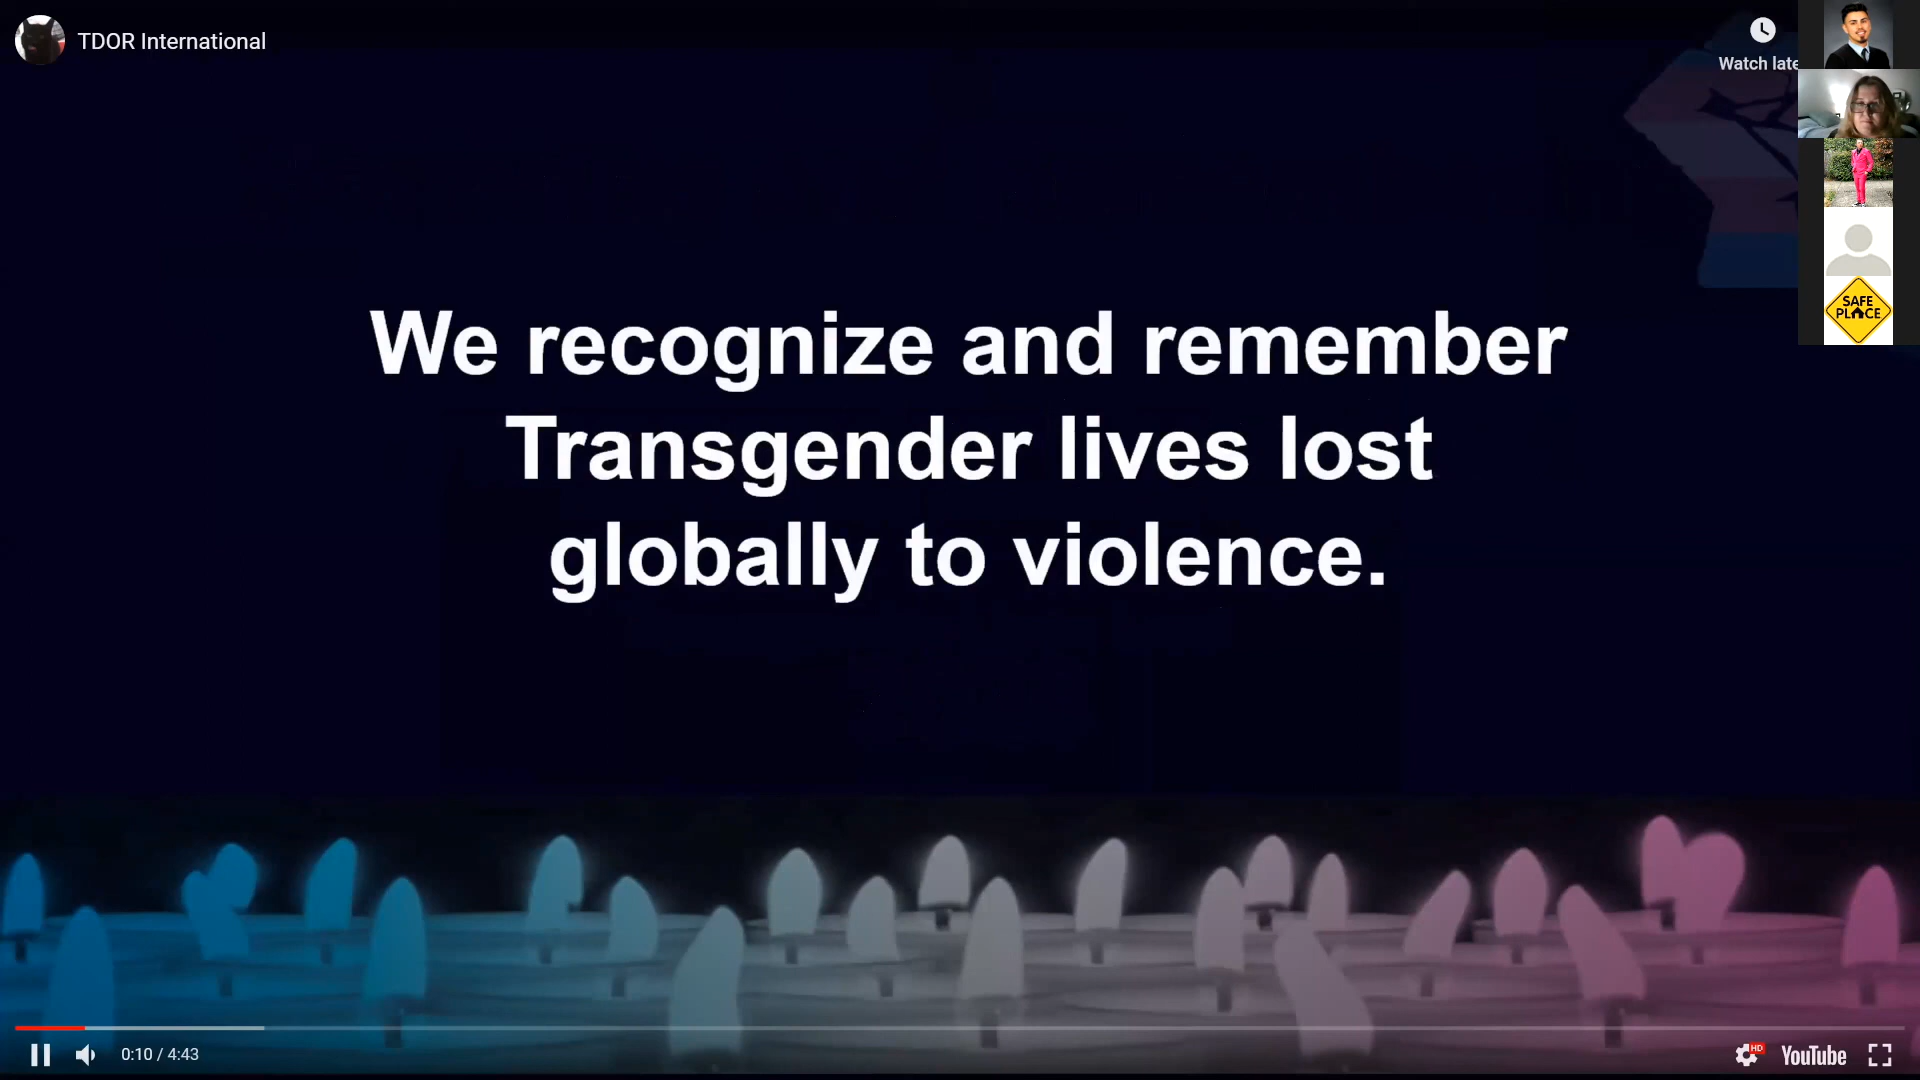 TDOR International
Watch late
SAFE
PLACE
We recognize and remember
Transgender lives lost
globally to violence.
0:10 / 4:43
HD
YouTube